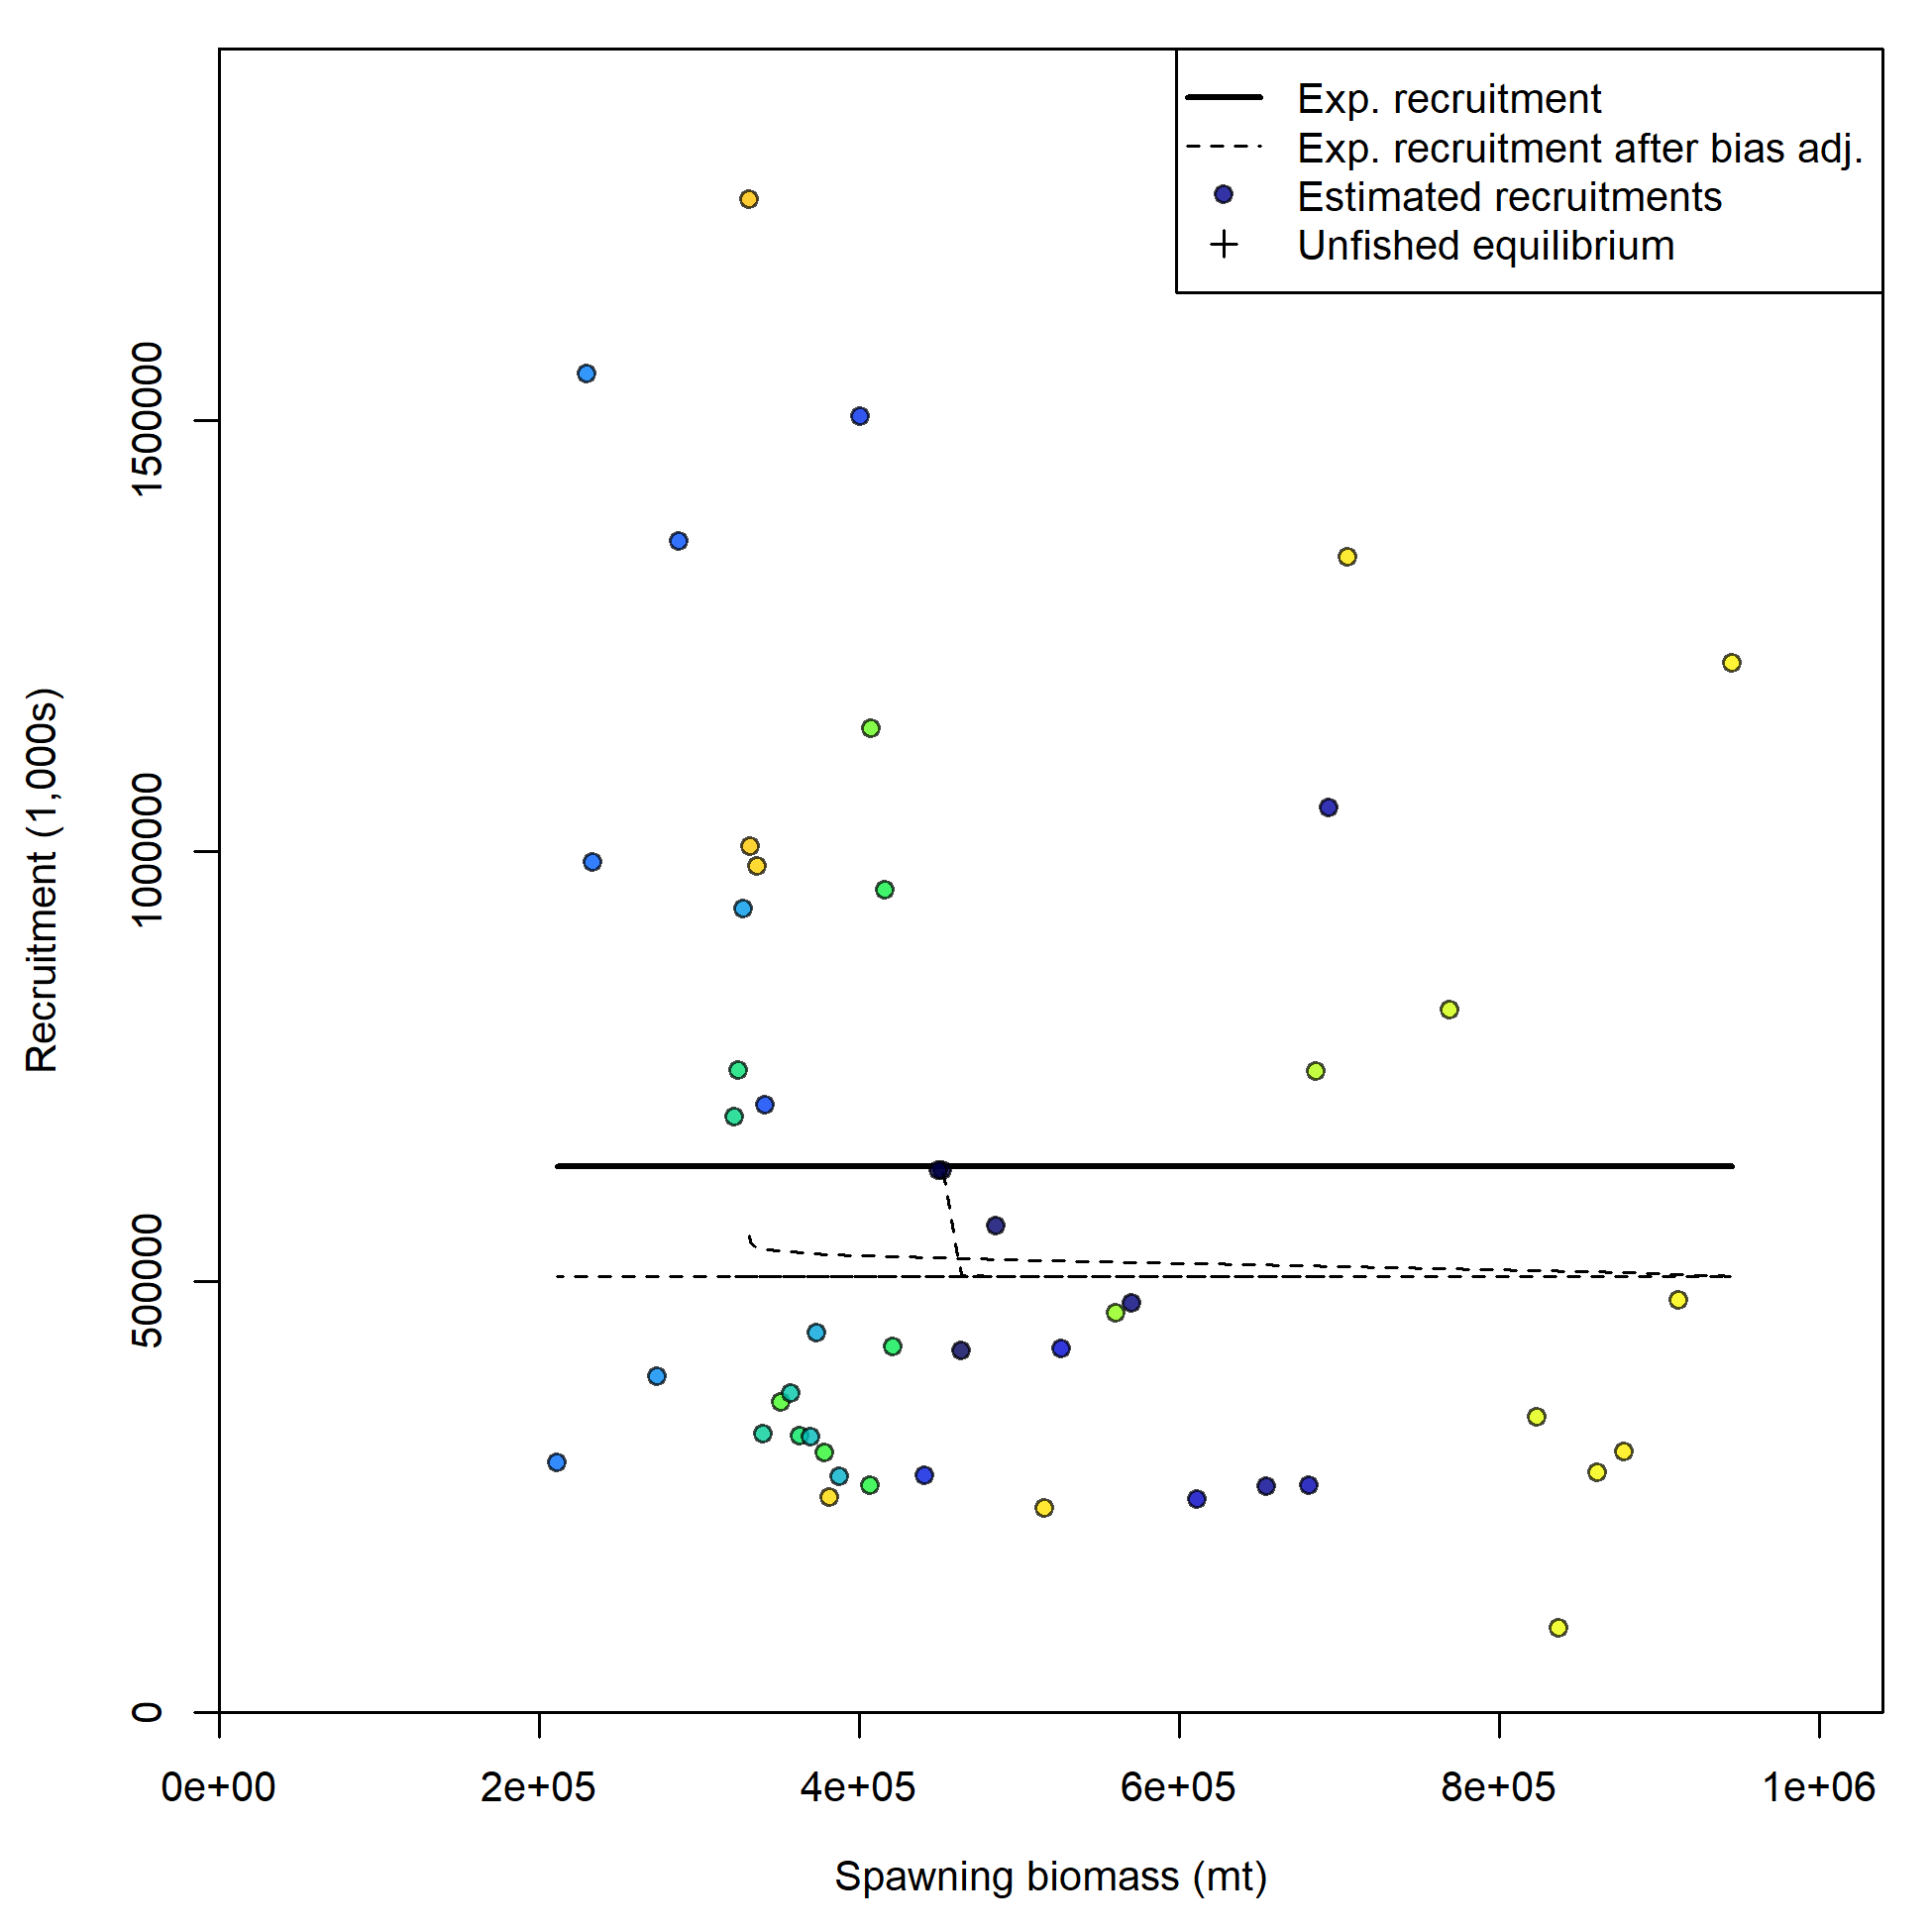 Exp. recruitment
Exp. recruitment after bias adj.
Estimated recruitments
Unfished equilibrium
1500000
1000000
500000
0
Recruitment (1,000s)
0e+00 2e+05 4e+05 6e+05 8e+05 1e+06
Spawning biomass (mt)